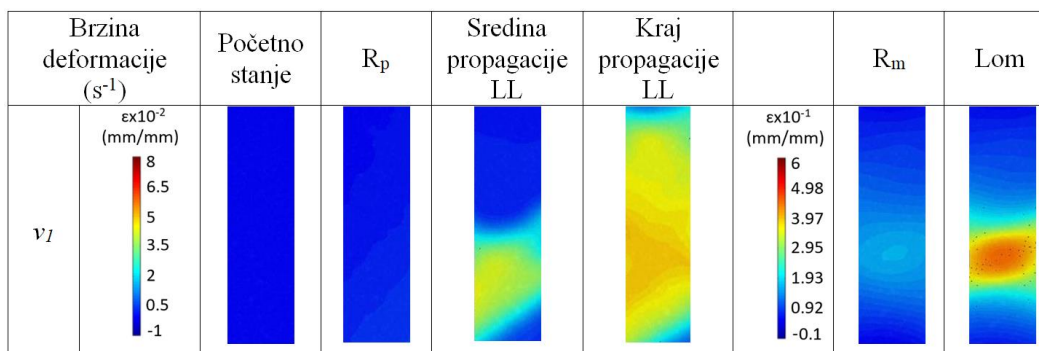 Brzina
deformacije
(s-1)
Početno
stanje
Rp
Sredina
propagacije
LL
Kraj
propagacije
LL
Rm
Lom
v1
εx10-2
(mm/mm)
8
6.5
5
3.5
2
0.5
-1
εx10-1
(mm/mm)
6
4.98
3.97
2.95
1.93
0.92
-0.1